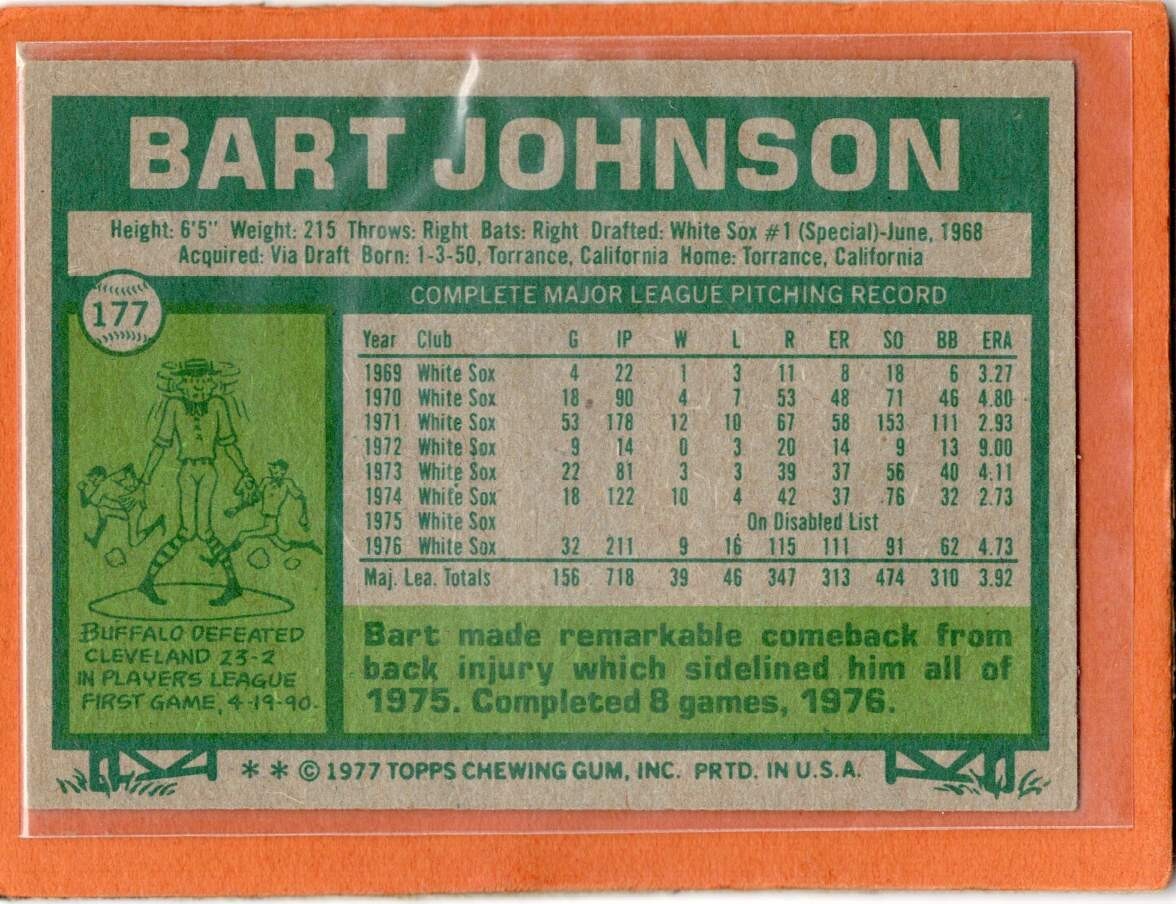 BART JOHNSON
Height: 6'5" Weight: 215 Throws: Right Bats: Right Drafted: White Sox #1 (Special)-June, 1968
Acquired: Via Draft Born: 1-3-50, Torrance, California Home: Torrance, California
177
COMPLETE MAJOR LEAGUE PITCHING RECORD
Year Club G IP W L R ER SO BB ERA
1969 White Sox 4 22 1 3 11 8 18 6 3.27
1970 White Sox 18 90 4 7 53 48 71 46 4.80
1971 White Sox 53 178 12 10 67 58 153 111 2.93
1972 White Sox 9 14 0 3 20 14 9 13 9.00
1973 White Sox 22 81 3 3 39 37 56 40 4.11
1974 White Sox 18 122 10 4 42 37 76 32 2.73
1975 White Sox On Disabled List
1976 White Sox 32 211 9 16 115 111 91 62 4.73
Maj. Lea. Totals 156 718 39 46 347 313 474 310 3.92
BUFFALO DEFEATED
CLEVELAND 23-2
IN PLAYERS LEAGUE
FIRST GAME, 4-19-90.
Bart made remarkable comeback from
back injury which sidelined him all of
1975. Completed 8 games, 1976.
* * © 1977 TOPPS CHEWING GUM, INC. PRTD. IN U.S.A.